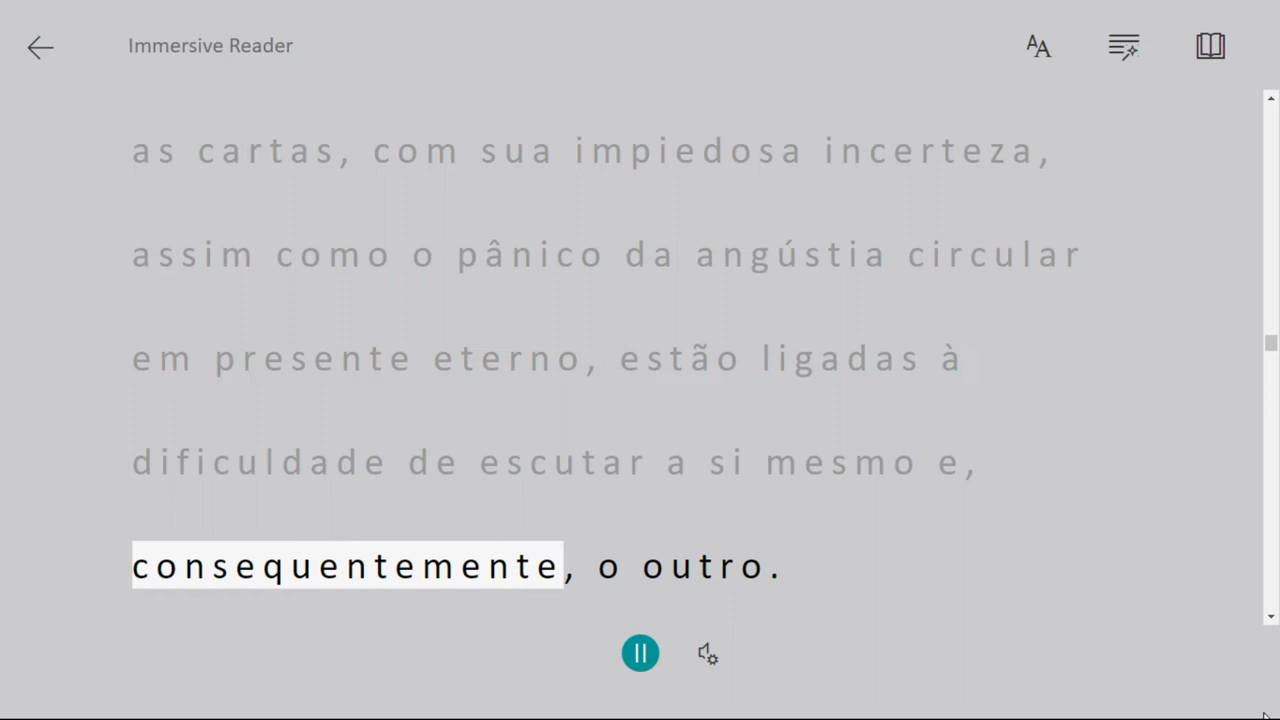 Immersive Reader
as cartas, com sua impiedosa incerteza,
assim como o pânico da angústia circular
em presente eterno, estão ligadas à
dificuldade de escutar a si mesmo e,
consequentemente, o outro.